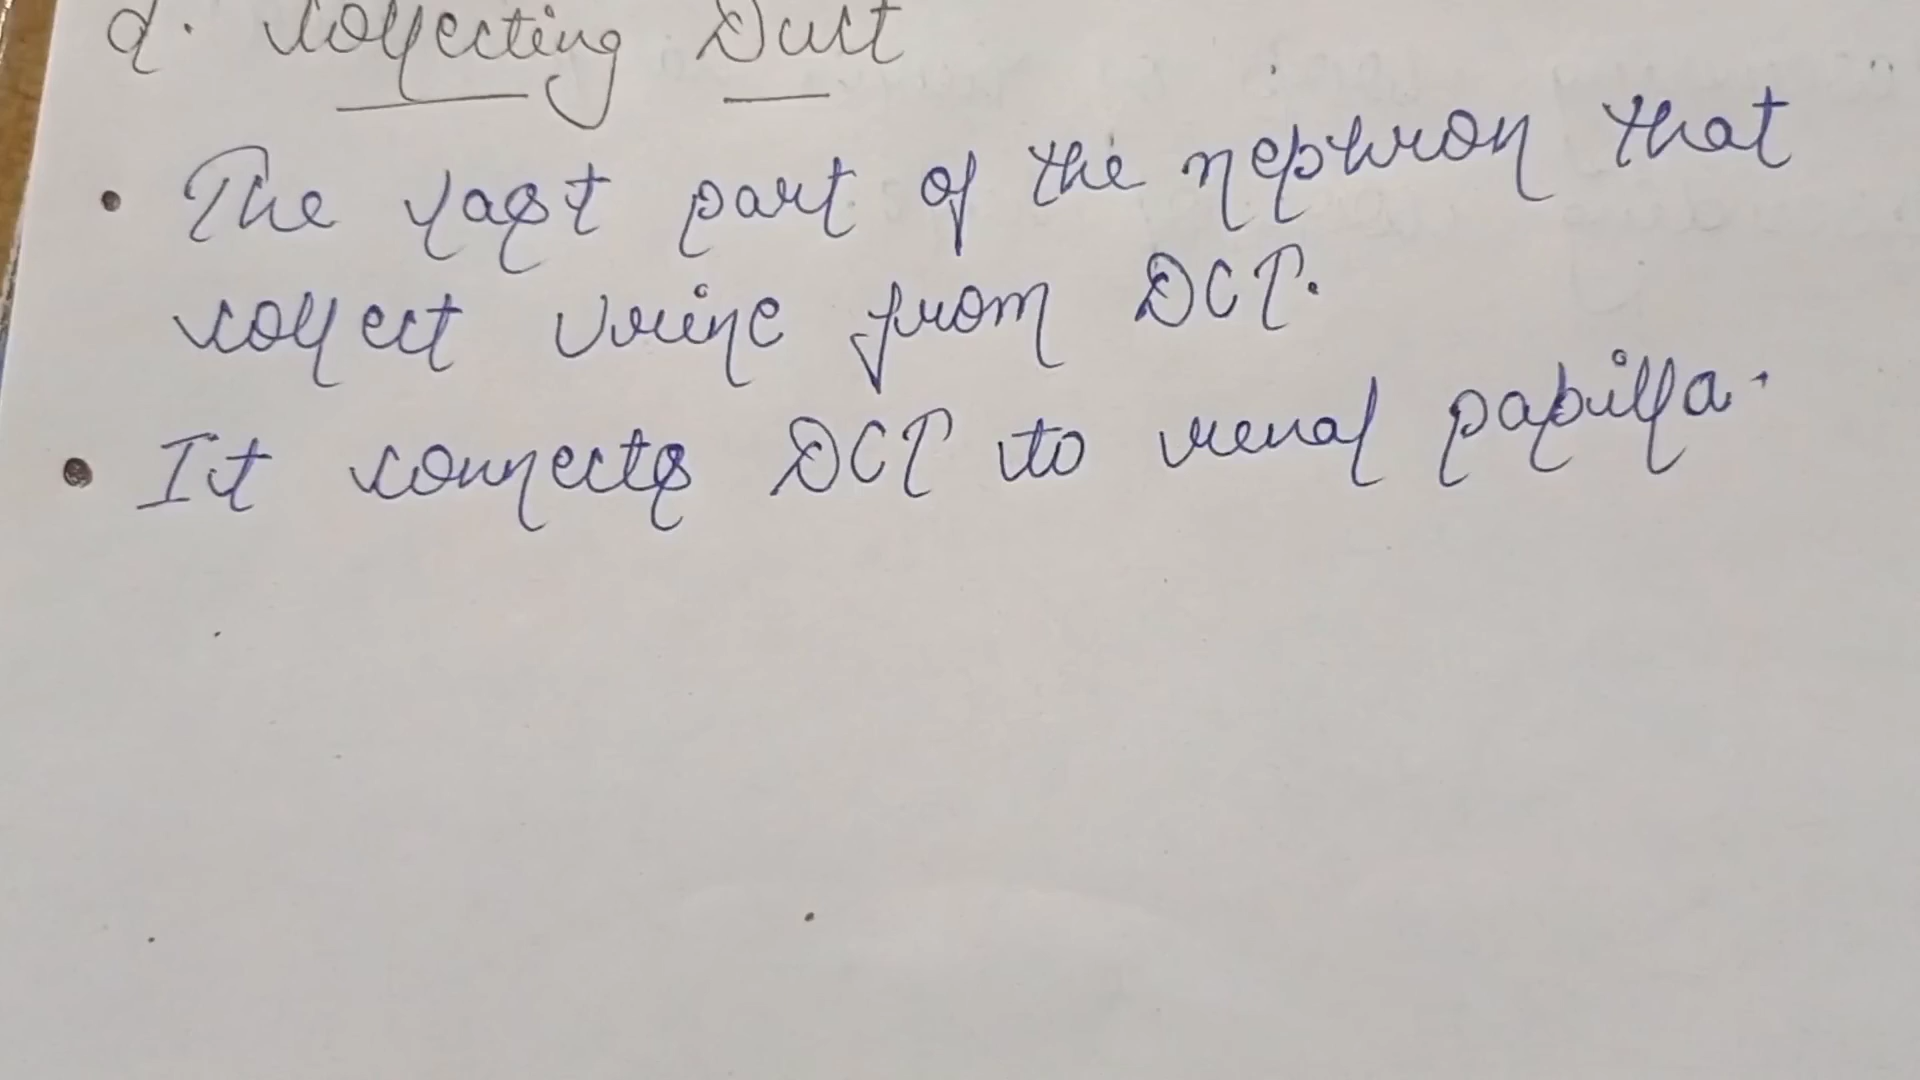 d. Collecting Duct
• The last part of the nephron that
collect urine from DCT.
• It connects DCT to renal papilla.